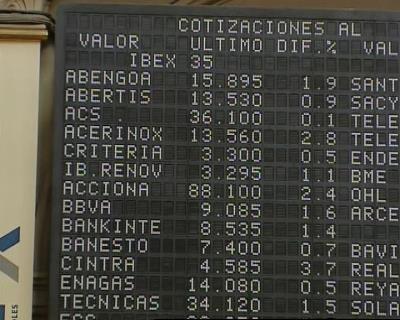 COTIZACIONES AL
VALOR ULTIMO DIF.% VAL
IBEX 35
ABENGOA 15.895 1.9 SANT
ABERTIS 13.530 0.9 SACY
ACS . 36.100 0.1 TELE
ACERINOX 13.560 2.8 TELE
CRITERIA 3.300 0.5 ENDE
IB.RENOV 3.295 1.1 BME
ACCIONA 88.100 2.4 OHL
BBVA 9.085 1.6 ARCE
BANKINTE 8.535 1.4
BANESTO 7.400 0.7 BAVI
CINTRA 4.585 3.7 REAL
ENAGAS 14.080 0.5 REYA
TECNICAS 34.120 1.5 SOLA